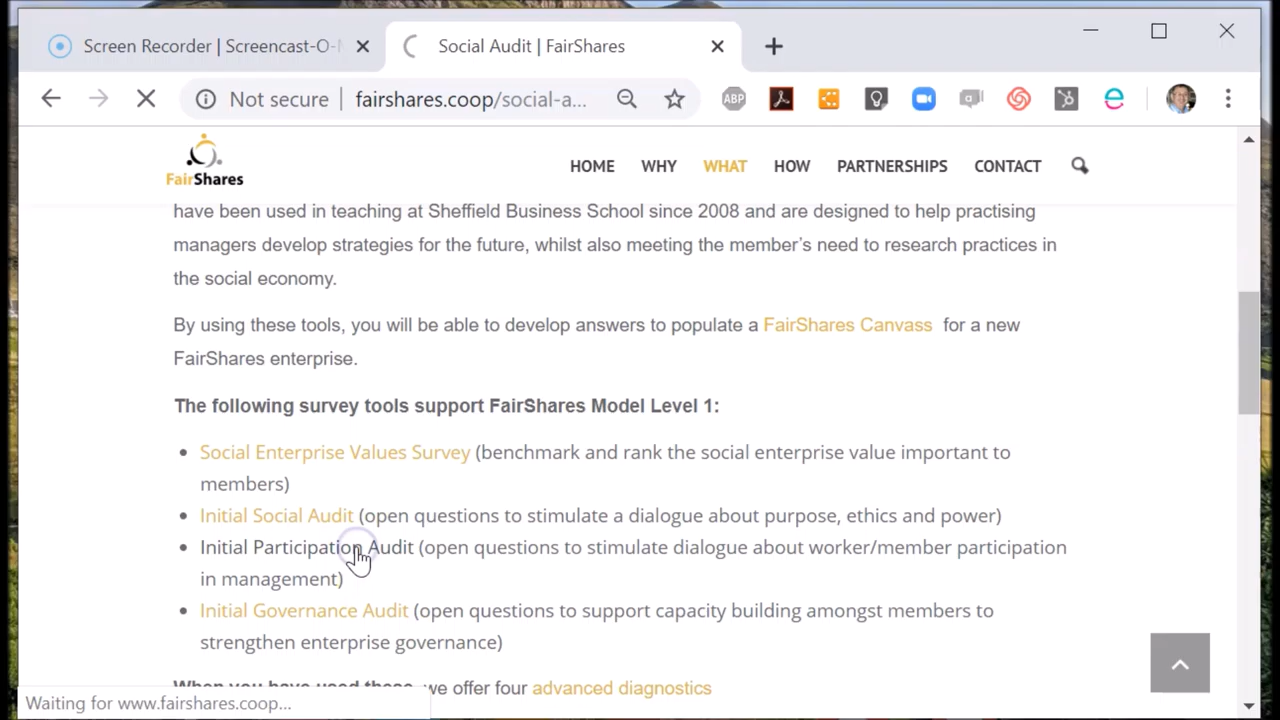 Screen Recorder | Screencast-O-
Social Audit | FairShares
Not secure
fairshares.coop/social-a...
ABP
FairShares
HOME WHY WHAT HOW PARTNERSHIPS CONTACT
have been used in teaching at Sheffield Business School since 2008 and are designed to help practising
managers develop strategies for the future, whilst also meeting the member's need to research practices in
the social economy.
By using these tools, you will be able to develop answers to populate a FairShares Canvass for a new
FairShares enterprise.
The following survey tools support FairShares Model Level 1:
Social Enterprise Values Survey (benchmark and rank the social enterprise value important to
members)
Initial Social Audit (open questions to stimulate a dialogue about purpose, ethics and power)
Initial Participation Audit (open questions to stimulate dialogue about worker/member participation
in management)
Initial Governance Audit (open questions to support capacity building amongst members to
strengthen enterprise governance)
When you have used these, we offer four advanced diagnostics
Waiting for www.fairshares.coop...